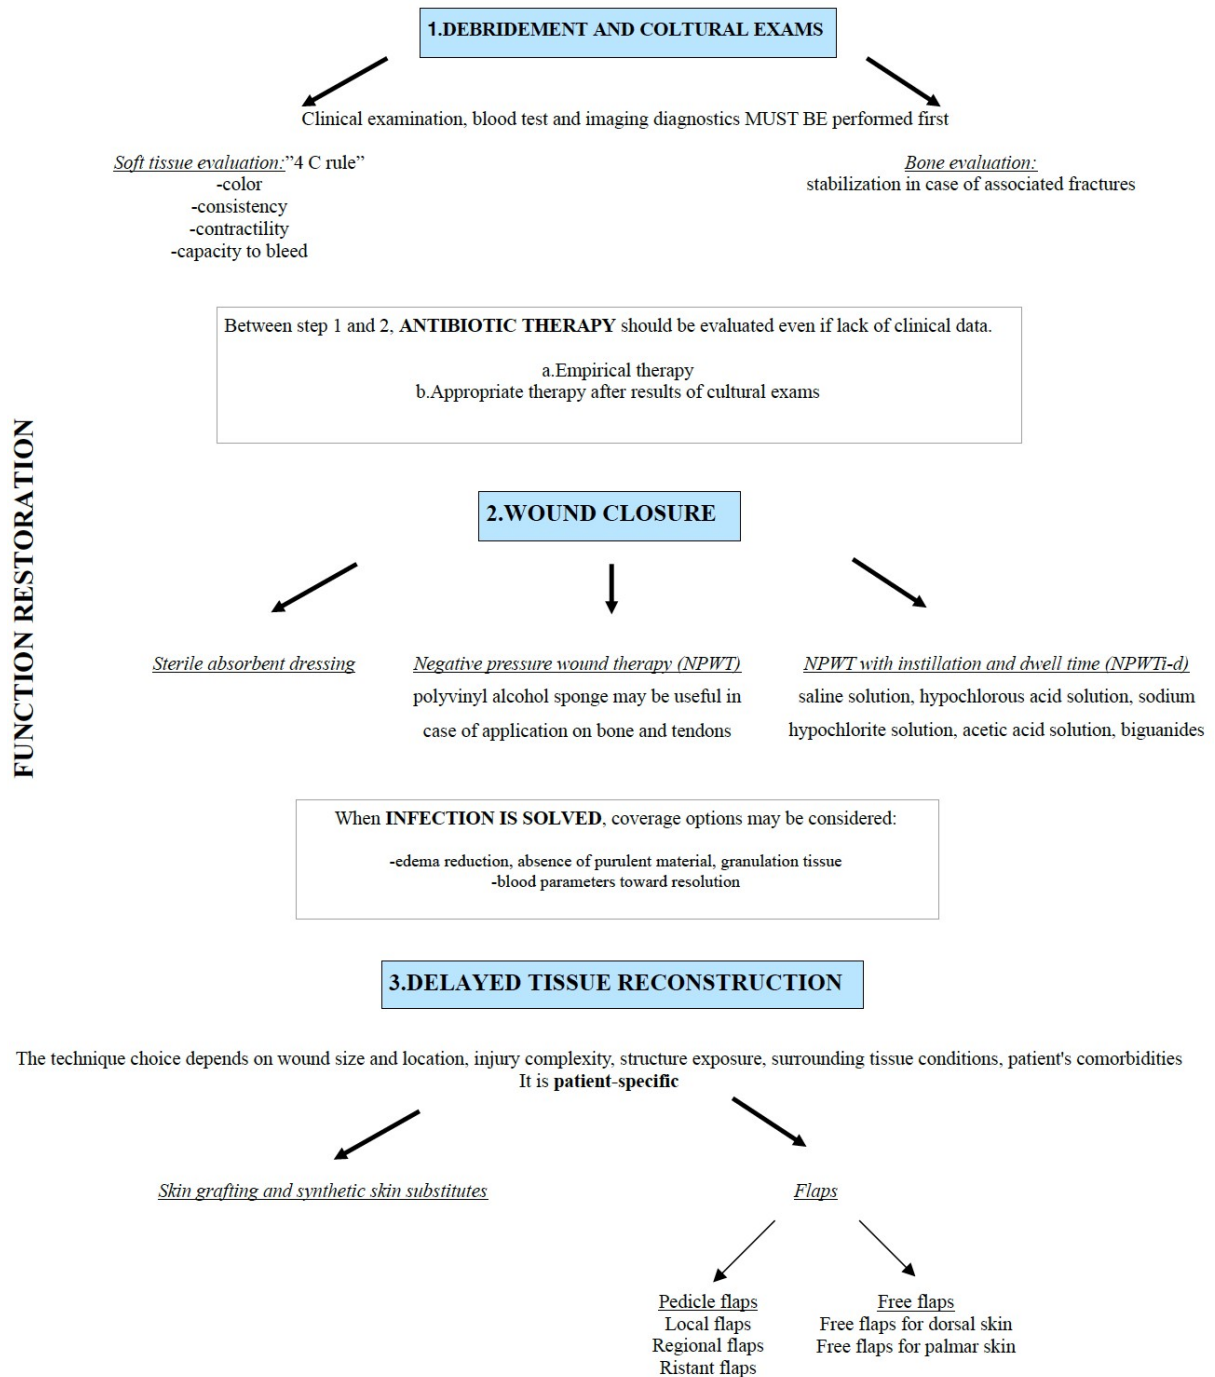 1.DEBRIDEMENT AND COLTURAL EXAMS
Clinical examination, blood test and imaging diagnostics MUST BE performed first
Soft tissue evaluation:”4 C rule”
-color
-consistency
-contractility
-capacity to bleed
Bone evaluation:
stabilization in case of associated fractures
Between step 1 and 2, ANTIBIOTIC THERAPY should be evaluated even if lack of clinical data.
a.Empirical therapy
b.Appropriate therapy after results of cultural exams
FUNCTION RESTORATION
2.WOUND CLOSURE
Sterile absorbent dressing
Negative pressure wound therapy (NPWT)
polyvinyl alcohol sponge may be useful in
case of application on bone and tendons
NPWT with instillation and dwell time (NPWTi-d)
saline solution, hypochlorous acid solution, sodium
hypochlorite solution, acetic acid solution, biguanides
When INFECTION IS SOLVED, coverage options may be considered:
-edema reduction, absence of purulent material, granulation tissue
-blood parameters toward resolution
3.DELAYED TISSUE RECONSTRUCTION
The technique choice depends on wound size and location, injury complexity, structure exposure, surrounding tissue conditions, patient's comorbidities
It is patient-specific
Skin grafting and synthetic skin substitutes
Flaps
Pedicle flaps
Local flaps
Regional flaps
Ristant flaps
Free flaps
Free flaps for dorsal skin
Free flaps for palmar skin